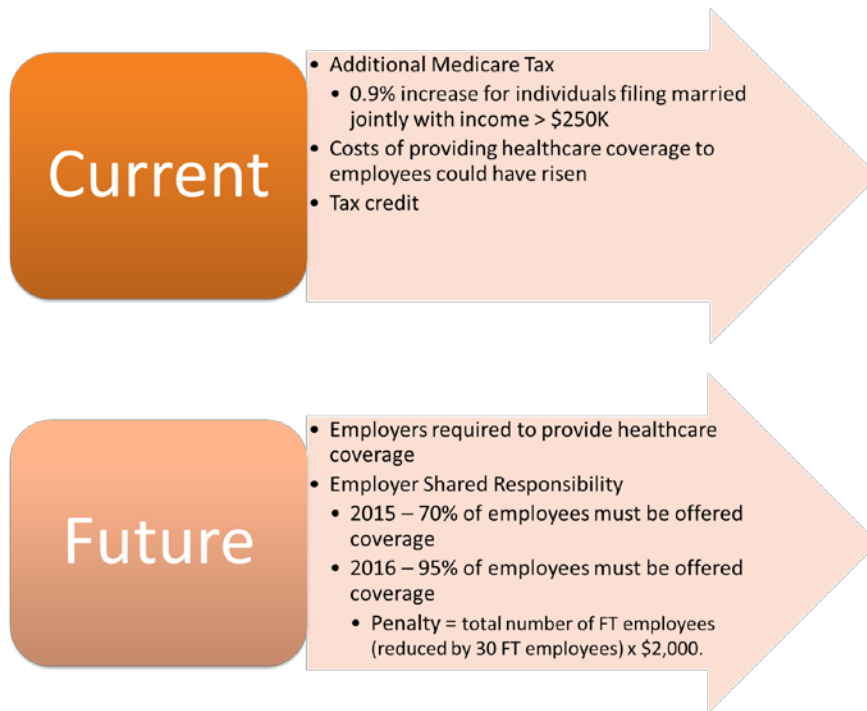 Current
• Additional Medicare Tax
• 0.9% increase for individuals filing married
jointly with income > $250K
• Costs of providing healthcare coverage to
employees could have risen
• Tax credit
Future
• Employers required to provide healthcare
coverage
• Employer Shared Responsibility
• 2015 – 70% of employees must be offered
coverage
• 2016 – 95% of employees must be offered
coverage
• Penalty = total number of FT employees
(reduced by 30 FT employees) x $2,000.